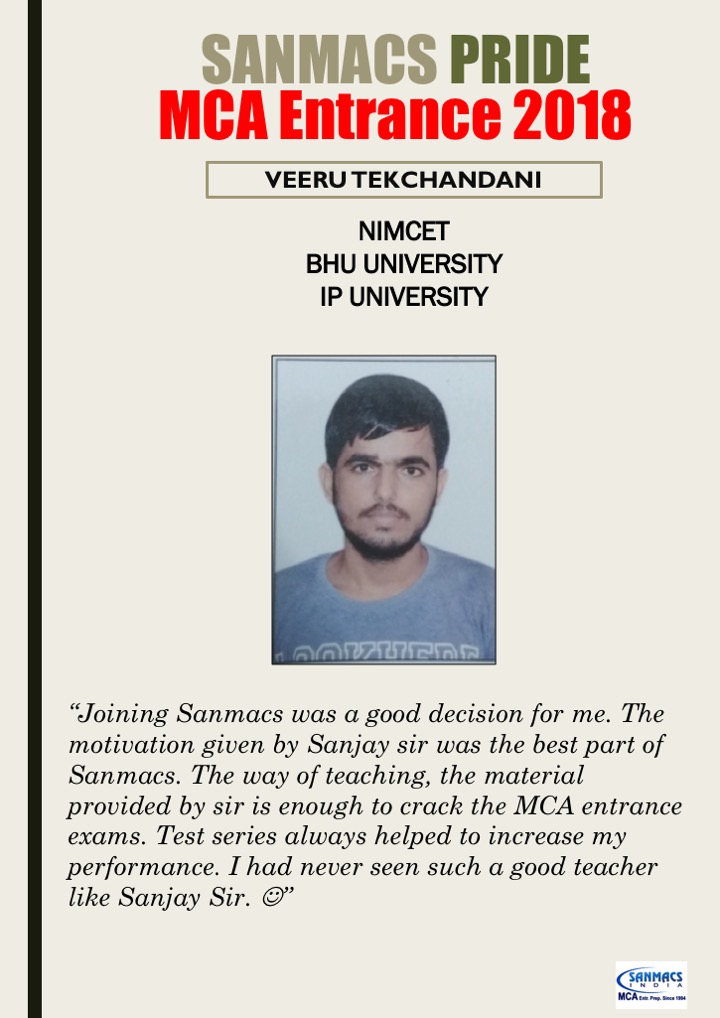 SANMACS PRIDE
MCA Entrance 2018
VEERU TEKCHANDANI
NIMCET
BHU UNIVERSITY
IP UNIVERSITY
LOOKHERE
“Joining Sanmacs was a good decision for me. The
motivation given by Sanjay sir was the best part of
Sanmacs. The way of teaching, the material
provided by sir is enough to crack the MCA entrance
exams. Test series always helped to increase my
performance. I had never seen such a good teacher
like Sanjay Sir. ☺”
SANMACS
INDIA
MCA Entr. Prep. Since 1994